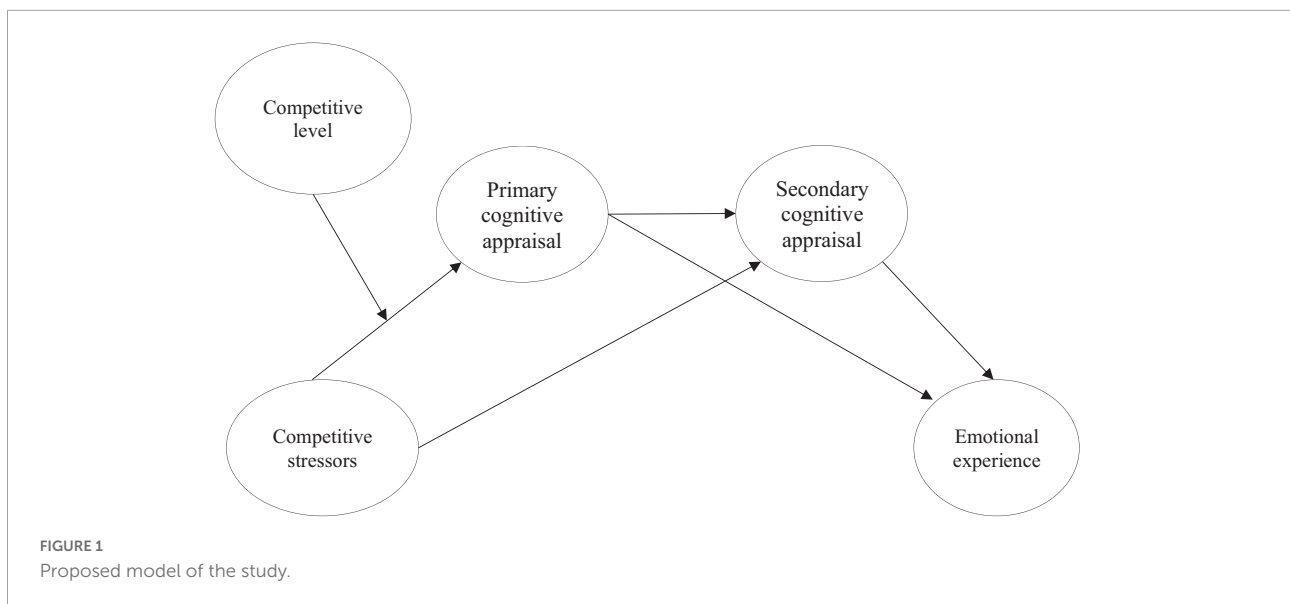 Competitive
level
Primary
cognitive
appraisal
Secondary
cognitive
appraisal
Competitive
stressors
Emotional
experience
FIGURE 1
Proposed model of the study.